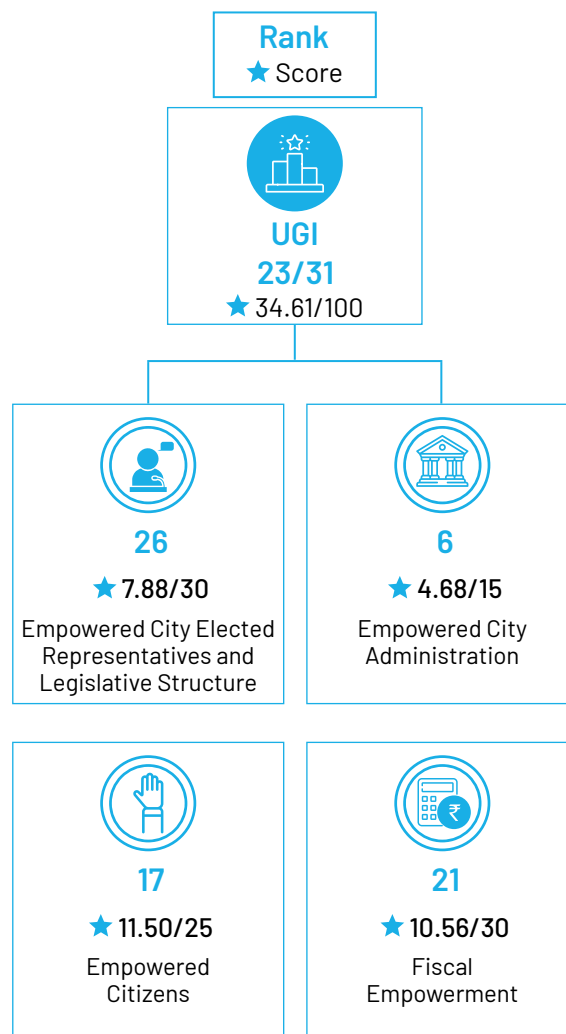 Rank
★ Score
UGI
23/31
★ 34.61/100
26
★ 7.88/30
Empowered City Elected
Representatives and
Legislative Structure
6
★ 4.68/15
Empowered City
Administration
17
★ 11.50/25
Empowered
Citizens
₹
21
★ 10.56/30
Fiscal
Empowerment